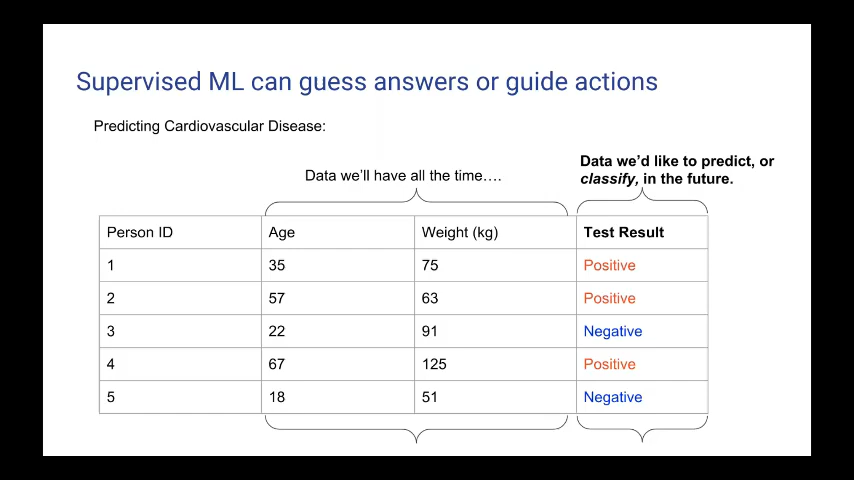 Supervised ML can guess answers or guide actions
Predicting Cardiovascular Disease:
Data we'll have all the time….
Data we'd like to predict, or
classify, in the future.
Person ID Age Weight (kg) Test Result
1 35 75 Positive
2 57 63 Positive
3 22 91 Negative
4 67 125 Positive
5 18 51 Negative